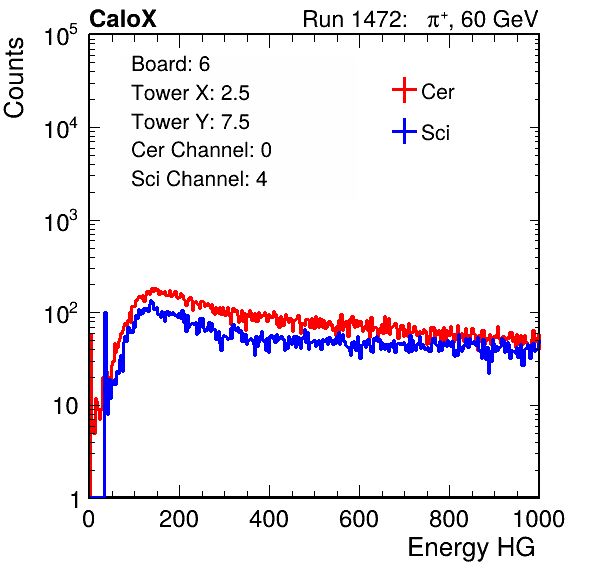 CaloX Run 1472: π⁺, 60 GeV
Counts
Board: 6
Tower X: 2.5
Tower Y: 7.5
Cer Channel: 0
Sci Channel: 4
Cer
Sci
10⁵
10⁴
10³
10²
10
1
0 200 400 600 800 1000
Energy HG